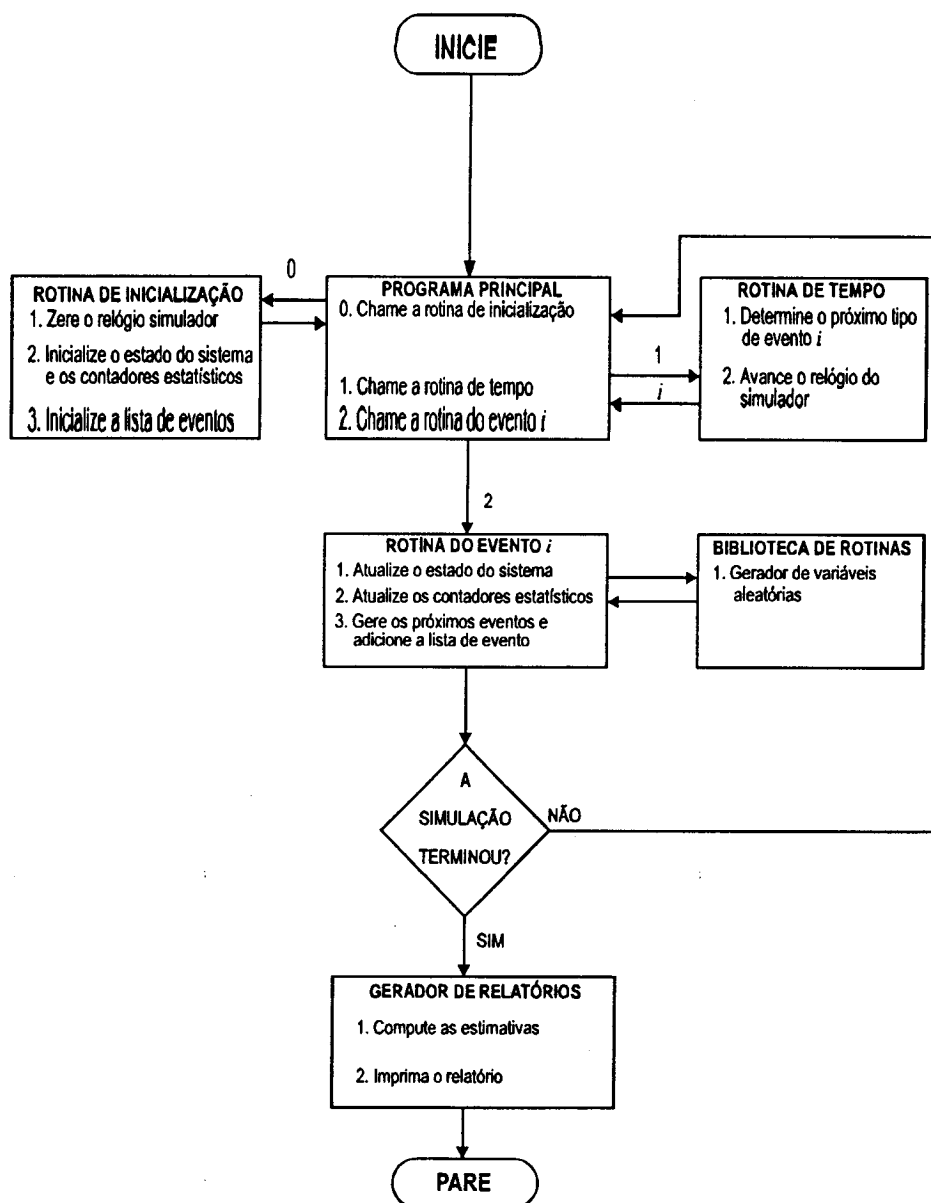 INICIE
0
ROTINA DE INICIALIZAÇÃO
1. Zere o relógio simulador
2. Inicialize o estado do sistema
e os contadores estatísticos
3. Inicialize a lista de eventos
PROGRAMA PRINCIPAL
0. Chame a rotina de inicialização
1. Chame a rotina de tempo
2. Chame a rotina do evento i
1
i
ROTINA DE TEMPO
1. Determine o próximo tipo
de evento i
2. Avance o relógio do
simulador
2
ROTINA DO EVENTO i
1. Atualize o estado do sistema
2. Atualize os contadores estatísticos
3. Gere os próximos eventos e
adicione a lista de evento
BIBLIOTECA DE ROTINAS
1. Gerador de variáveis
aleatórias
A
SIMULAÇÃO
TERMINOU?
NÃO
SIM
GERADOR DE RELATÓRIOS
1. Compute as estimativas
2. Imprima o relatório
PARE